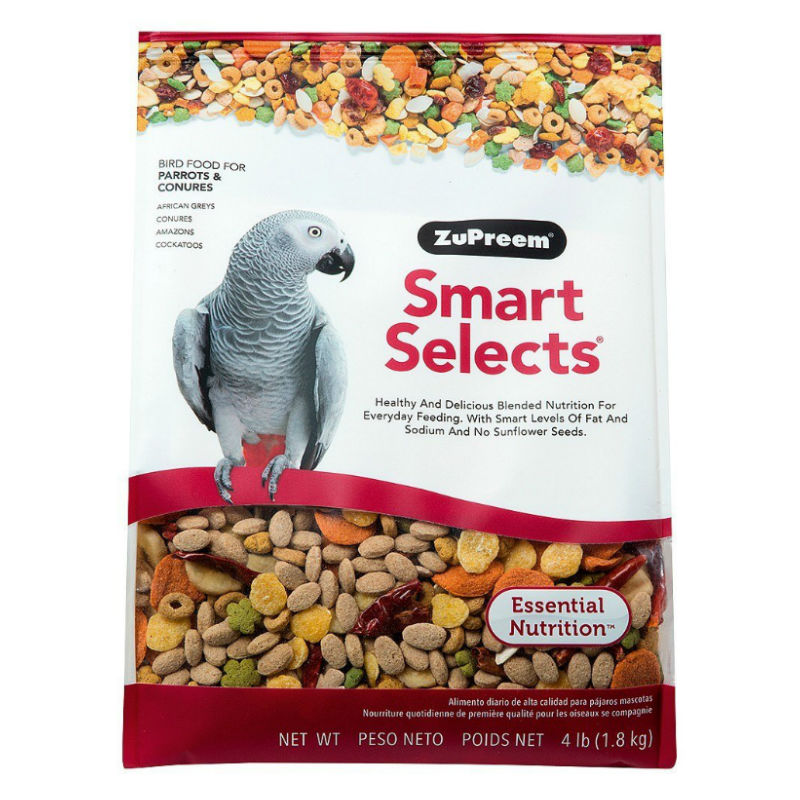 BIRD FOOD FOR
PARROTS &
CONURES
AFRICAN GREYS
CONURES
AMAZONS
COCKATOOS
ZuPreem®
Smart
Selects®
Healthy And Delicious Blended Nutrition For
Everyday Feeding. With Smart Levels Of Fat And
Sodium And No Sunflower Seeds.
Essential
Nutrition™
Alimento diario de alta calidad para pájaros mascotas
Nourriture quotidienne de première qualité pour les oiseaux se compagnie
NET WT PESO NETO POIDS NET 4 lb (1.8 kg)